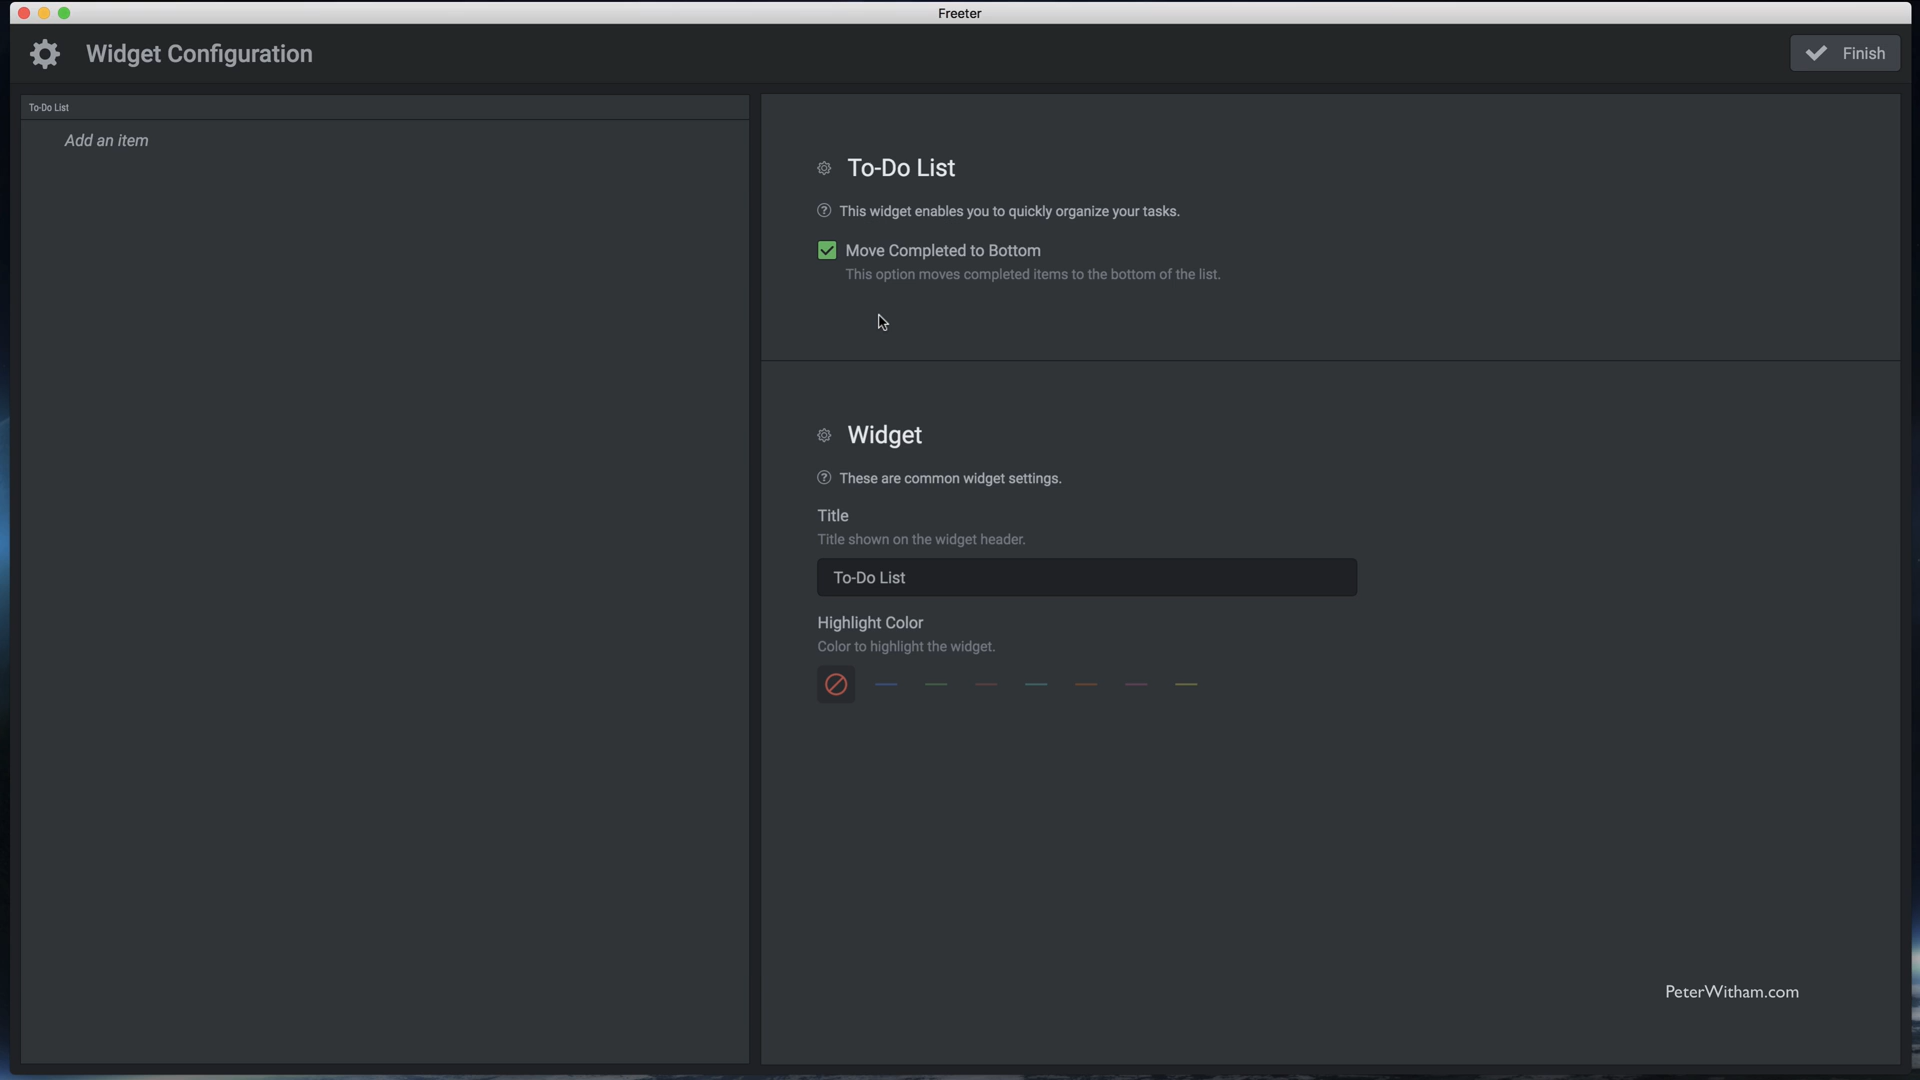 Freeter
Widget Configuration
Finish
To-Do List
Add an item
To-Do List
This widget enables you to quickly organize your tasks.
Move Completed to Bottom
This option moves completed items to the bottom of the list.
Widget
These are common widget settings.
Title
Title shown on the widget header.
To-Do List
Highlight Color
Color to highlight the widget.
PeterWitham.com